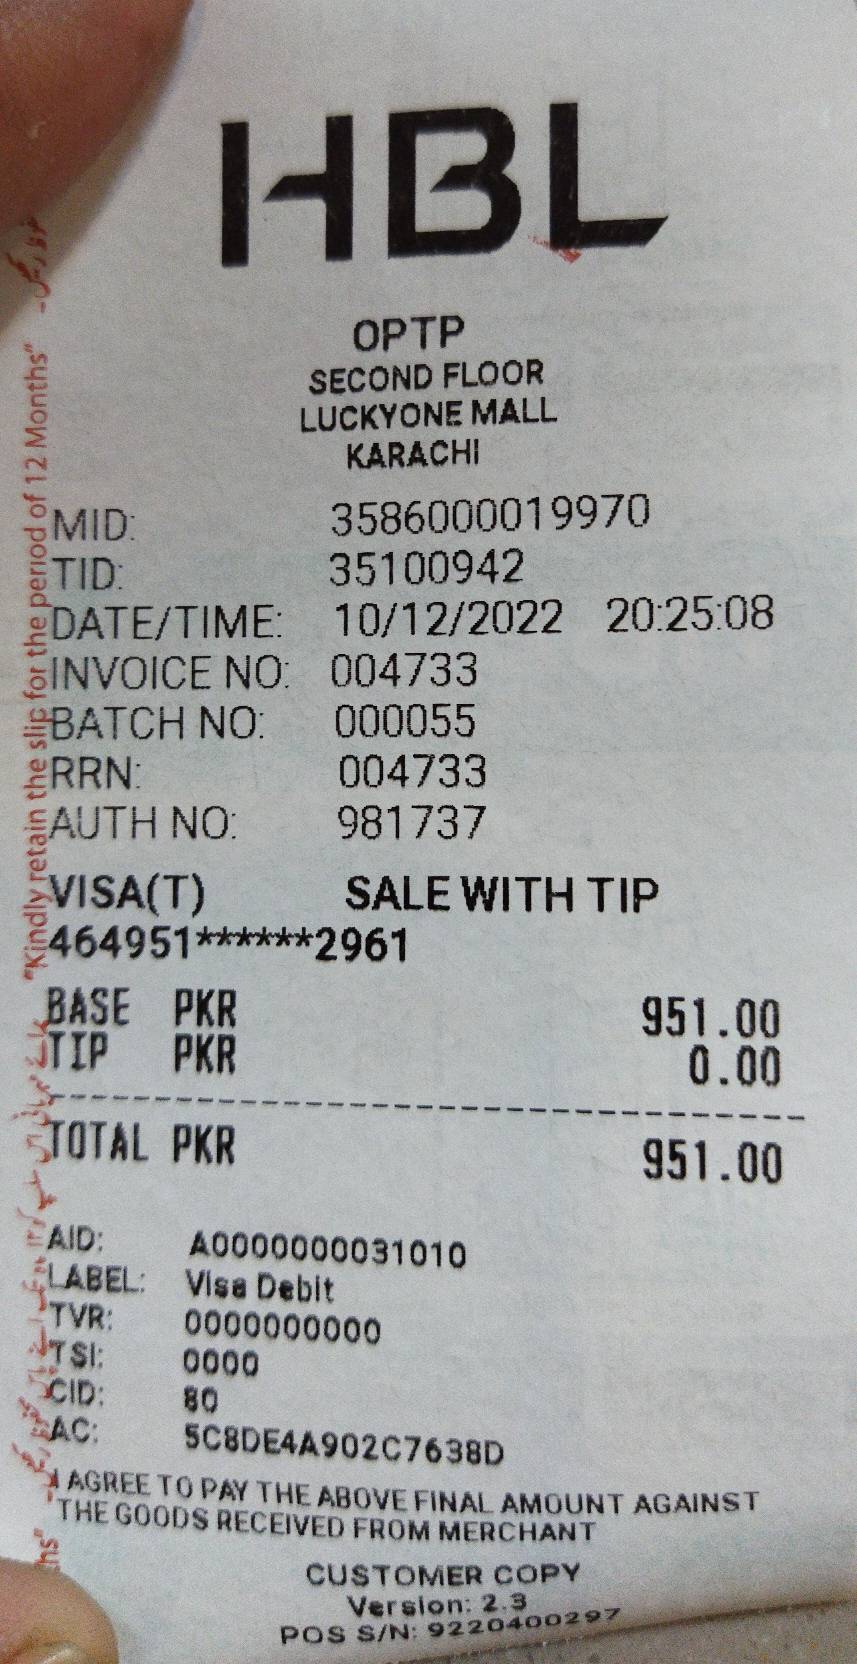 HBL
OPTP
SECOND FLOOR
LUCKYONE MALL
KARACHI
MID: 3586000019970
TID: 35100942
DATE/TIME: 10/12/2022 20:25:08
INVOICE NO: 004733
BATCH NO: 000055
RRN: 004733
AUTH NO: 981737
VISA(T) SALE WITH TIP
464951******2961
BASE PKR 951.00
TIP PKR 0.00
TOTAL PKR 951.00
AID: A0000000031010
LABEL: Visa Debit
TVR: 0000000000
TSI: 0000
CID: 80
AC: 5C8DE4A902C7638D
I AGREE TO PAY THE ABOVE FINAL AMOUNT AGAINST
THE GOODS RECEIVED FROM MERCHANT
CUSTOMER COPY
Version: 2.3
POS S/N: 9220400297
"Kindly retain the slip for the period of 12 Months"